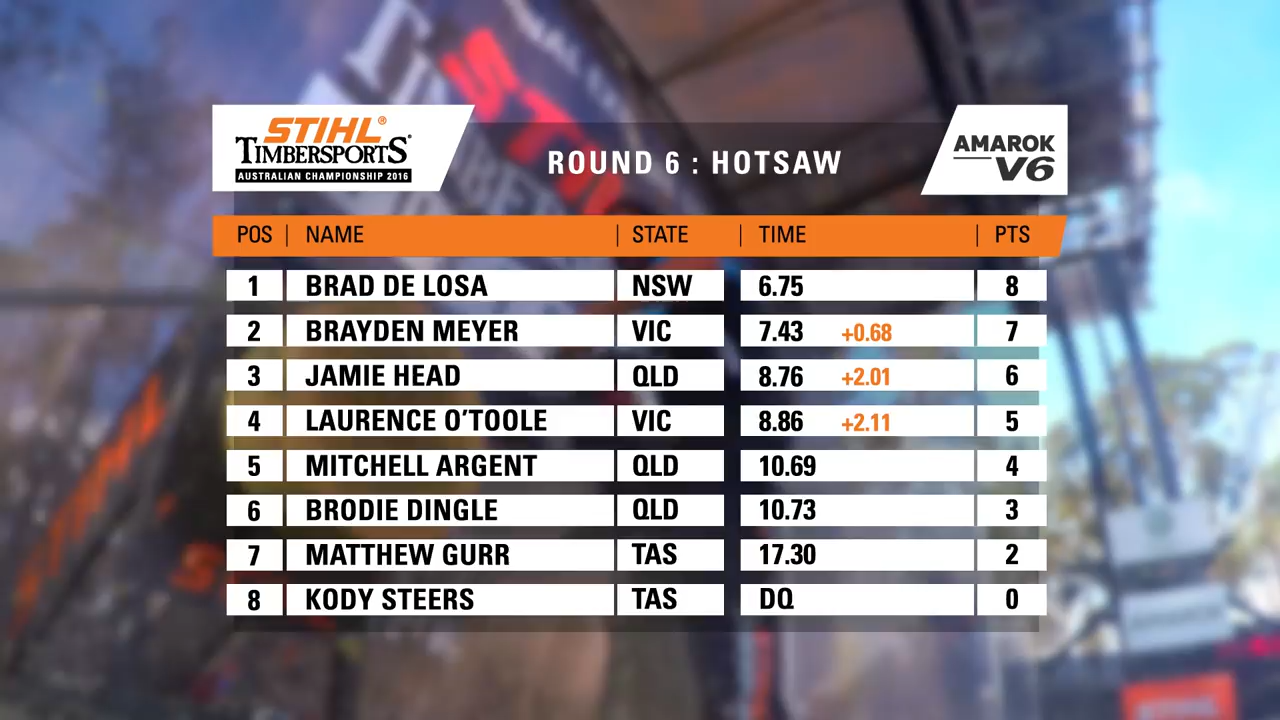 STIHL®
TIMBERSPORTS®
AUSTRALIAN CHAMPIONSHIP 2016
ROUND 6 : HOTSAW
AMAROK
V6
POS | NAME | STATE | TIME | PTS
1 BRAD DE LOSA NSW 6.75 8
2 BRAYDEN MEYER VIC 7.43 +0.68 7
3 JAMIE HEAD QLD 8.76 +2.01 6
4 LAURENCE O'TOOLE VIC 8.86 +2.11 5
5 MITCHELL ARGENT QLD 10.69 4
6 BRODIE DINGLE QLD 10.73 3
7 MATTHEW GURR TAS 17.30 2
8 KODY STEERS TAS DQ 0
STIHL